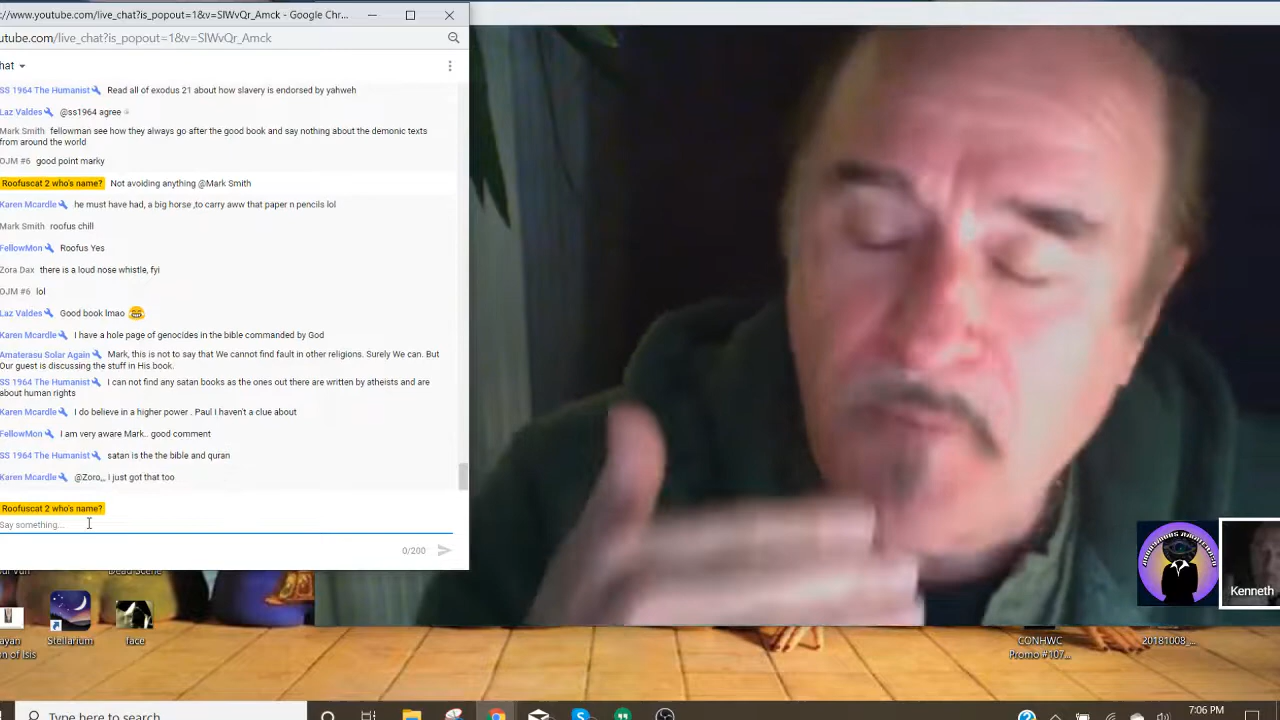 ://www.youtube.com/live_chat?is_popout=1&v=SlWvQr_Amck - Google Chr...
utube.com/live_chat?is_popout=1&v=SlWvQr_Amck
hat
SS 1964 The Humanist Read all of exodus 21 about how slavery is endorsed by yahweh
Laz Valdes @ss1964 agree
Mark Smith fellowman see how they always go after the good book and say nothing about the demonic texts
from around the world
DJM #6 good point marky
Roofuscat 2 who's name? Not avoiding anything @Mark Smith
Karen Mcardle he must have had, a big horse ,to carry aww that paper n pencils lol
Mark Smith roofus chill
FellowMon Roofus Yes
Zora Dax there is a loud nose whistle, fyi
DJM #6 lol
Laz Valdes Good book lmao 😂
Karen Mcardle I have a hole page of genocides in the bible commanded by God
Amaterasu Solar Again Mark, this is not to say that We cannot find fault in other religions. Surely We can. But
Our guest is discussing the stuff in His book.
SS 1964 The Humanist I can not find any satan books as the ones out there are written by atheists and are
about human rights
Karen Mcardle I do believe in a higher power . Paul I haven't a clue about
FellowMon I am very aware Mark.. good comment
SS 1964 The Humanist satan is the the bible and quran
Karen Mcardle @Zoro,,, I just got that too
Roofuscat 2 who's name?
Say something...
0/200
Kenneth
Dead Scene
ayan
on of Isis
Stellarium
face
CONHWC
Promo #107...
20181008_...
Type here to search
7:06 PM